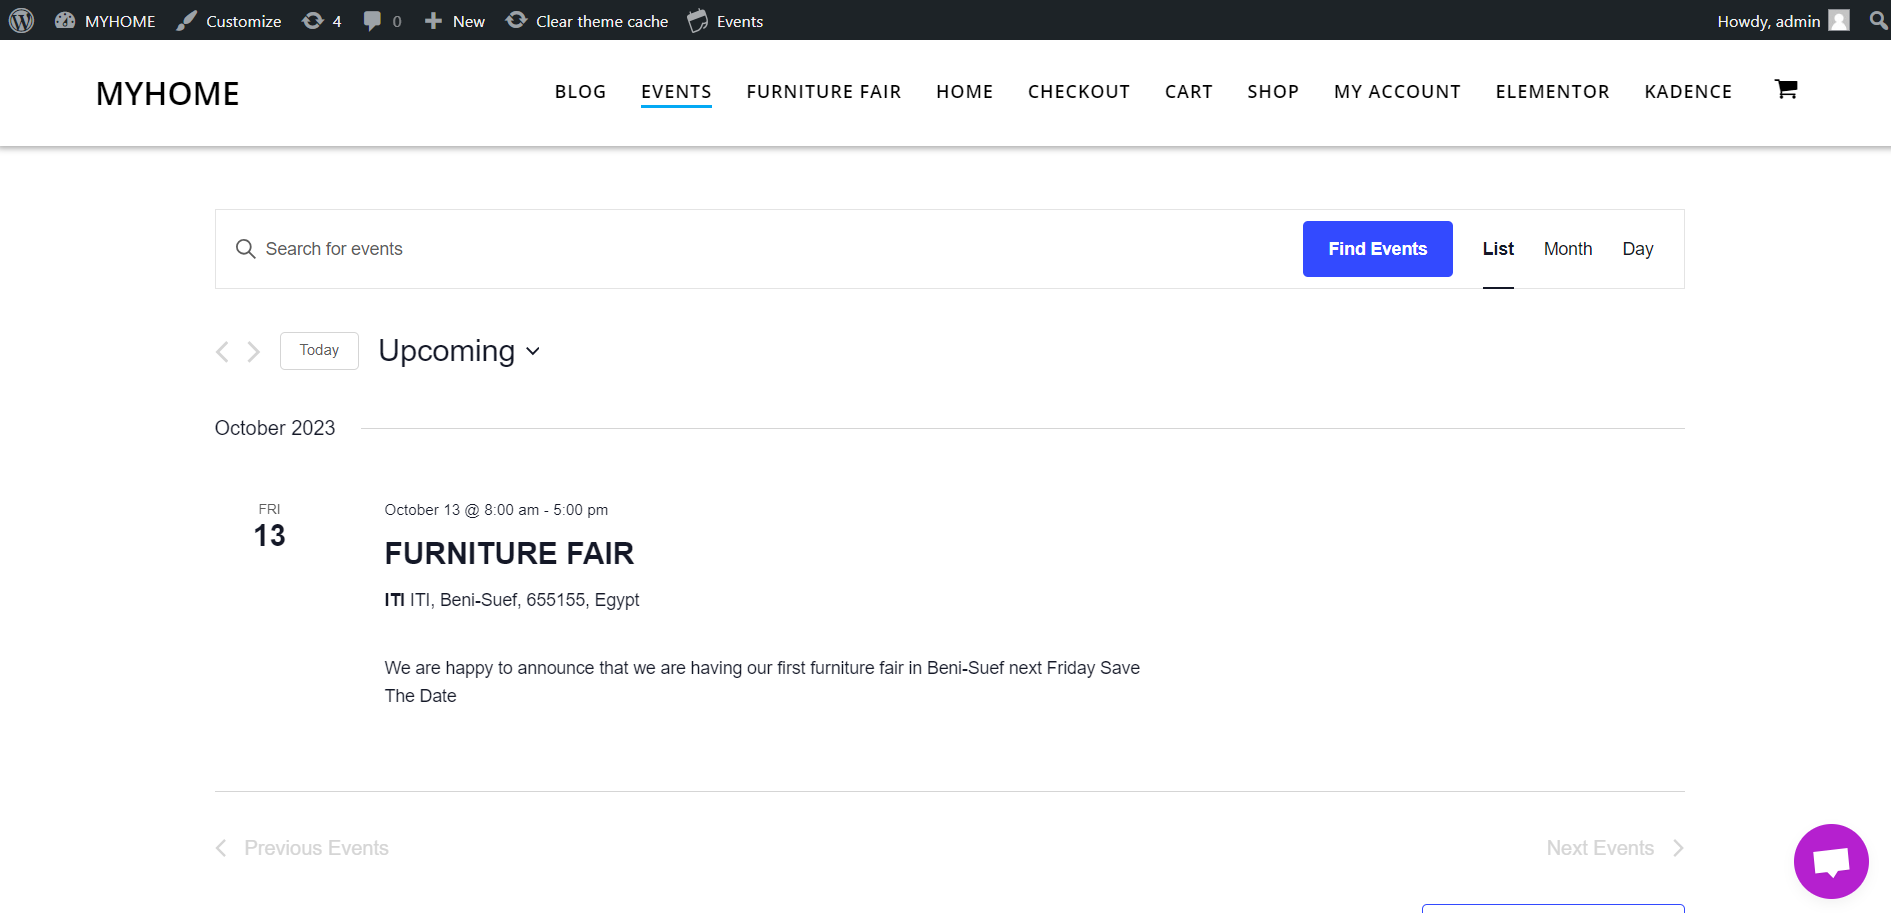 MYHOME Customize 4 0 New Clear theme cache Events Howdy, admin
MYHOME BLOG EVENTS FURNITURE FAIR HOME CHECKOUT CART SHOP MY ACCOUNT ELEMENTOR KADENCE
Search for events Find Events List Month Day
Today Upcoming
October 2023
FRI
13
October 13 @ 8:00 am - 5:00 pm
FURNITURE FAIR
ITI ITI, Beni-Suef, 655155, Egypt
We are happy to announce that we are having our first furniture fair in Beni-Suef next Friday Save
The Date
Previous Events Next Events